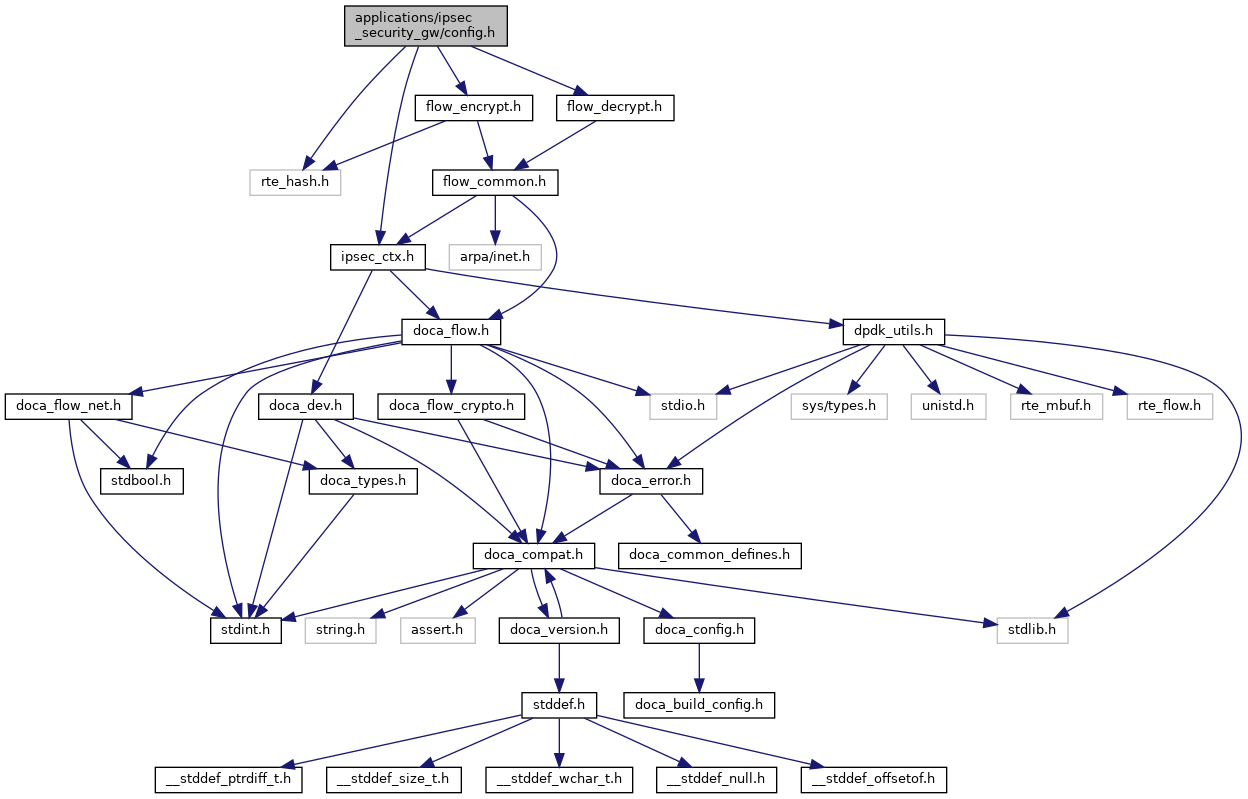 applications/ipsec
_security_gw/config.h
flow_encrypt.h
flow_decrypt.h
rte_hash.h
flow_common.h
ipsec_ctx.h
arpa/inet.h
doca_flow.h
dpdk_utils.h
doca_flow_net.h
doca_dev.h
doca_flow_crypto.h
stdio.h
sys/types.h
unistd.h
rte_mbuf.h
rte_flow.h
stdbool.h
doca_types.h
doca_error.h
doca_compat.h
doca_common_defines.h
stdint.h
string.h
assert.h
doca_version.h
doca_config.h
stdlib.h
stddef.h
doca_build_config.h
__stddef_ptrdiff_t.h
__stddef_size_t.h
__stddef_wchar_t.h
__stddef_null.h
__stddef_offsetof.h